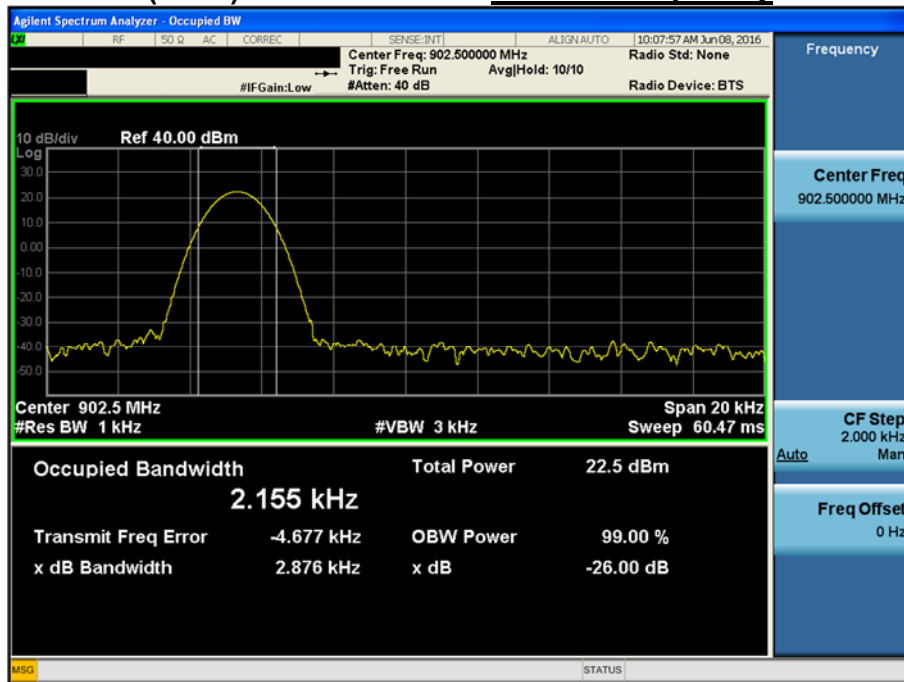 Agilent Spectrum Analyzer - Occupied BW
LXI RF 50 Ω AC CORREC SENSE:INT ALIGN AUTO 10:07:57 AM Jun 08, 2016
Center Freq: 902.500000 MHz Radio Std: None
Trig: Free Run Avg|Hold: 10/10
#IFGain:Low #Atten: 40 dB Radio Device: BTS
10 dB/div Ref 40.00 dBm
Log
30.0
20.0
10.0
0.00
-10.0
-20.0
-30.0
-40.0
-50.0
Center 902.5 MHz Span 20 kHz
#Res BW 1 kHz #VBW 3 kHz Sweep 60.47 ms
Occupied Bandwidth Total Power 22.5 dBm
2.155 kHz
Transmit Freq Error -4.677 kHz OBW Power 99.00 %
x dB Bandwidth 2.876 kHz x dB -26.00 dB
MSG STATUS
Frequency
Center Freq
902.500000 MHz
CF Step
2.000 kHz
Auto Man
Freq Offset
0 Hz